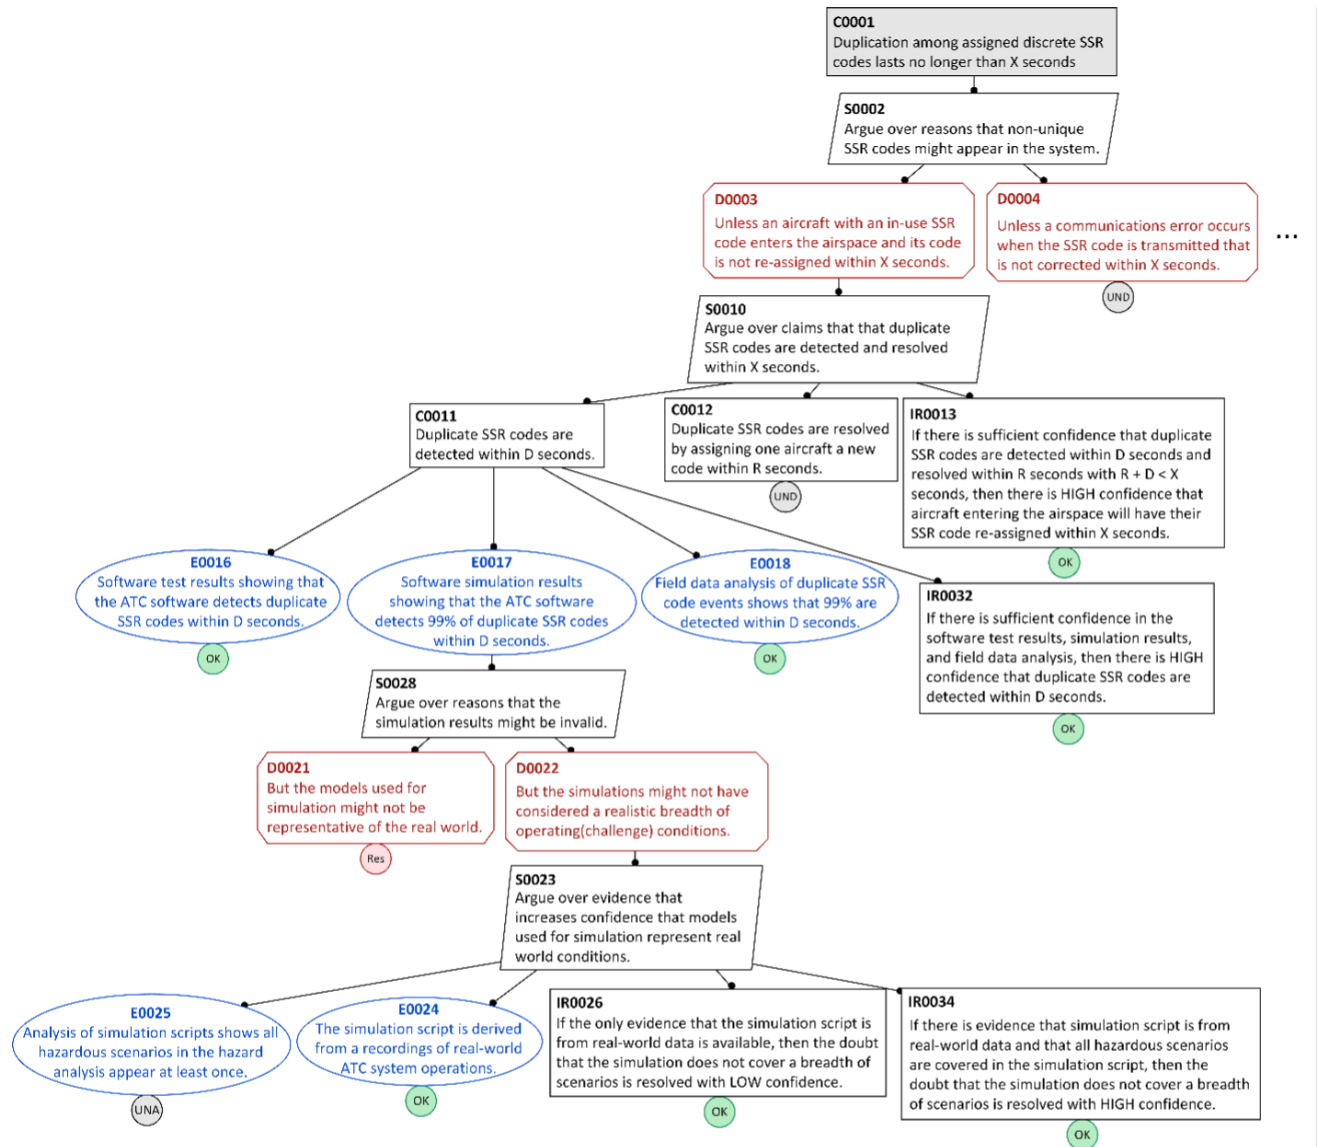 C0001
Duplication among assigned discrete SSR
codes lasts no longer than X seconds
S0002
Argue over reasons that non-unique
SSR codes might appear in the system.
D0003
Unless an aircraft with an in-use SSR
code enters the airspace and its code
is not re-assigned within X seconds.
D0004
Unless a communications error occurs
when the SSR code is transmitted that
is not corrected within X seconds.
UND
...
S0010
Argue over claims that that duplicate
SSR codes are detected and resolved
within X seconds.
C0011
Duplicate SSR codes are
detected within D seconds.
C0012
Duplicate SSR codes are resolved
by assigning one aircraft a new
code within R seconds.
UND
IR0013
If there is sufficient confidence that duplicate
SSR codes are detected within D seconds and
resolved within R seconds with R + D < X
seconds, then there is HIGH confidence that
aircraft entering the airspace will have their
SSR code re-assigned within X seconds.
OK
E0016
Software test results showing that
the ATC software detects duplicate
SSR codes within D seconds.
OK
E0017
Software simulation results
showing that the ATC software
detects 99% of duplicate SSR codes
within D seconds.
E0018
Field data analysis of duplicate SSR
code events shows that 99% are
detected within D seconds.
OK
IR0032
If there is sufficient confidence in the
software test results, simulation results,
and field data analysis, then there is HIGH
confidence that duplicate SSR codes are
detected within D seconds.
OK
S0028
Argue over reasons that the
simulation results might be invalid.
D0021
But the models used for
simulation might not be
representative of the real world.
Res
D0022
But the simulations might not have
considered a realistic breadth of
operating(challenge) conditions.
S0023
Argue over evidence that
increases confidence that models
used for simulation represent real
world conditions.
E0025
Analysis of simulation scripts shows all
hazardous scenarios in the hazard
analysis appear at least once.
UNA
E0024
The simulation script is derived
from a recordings of real-world
ATC system operations.
OK
IR0026
If the only evidence that the simulation script is
from real-world data is available, then the doubt
that the simulation does not cover a breadth of
scenarios is resolved with LOW confidence.
OK
IR0034
If there is evidence that simulation script is from
real-world data and that all hazardous scenarios
are covered in the simulation script, then the
doubt that the simulation does not cover a breadth
of scenarios is resolved with HIGH confidence.
OK